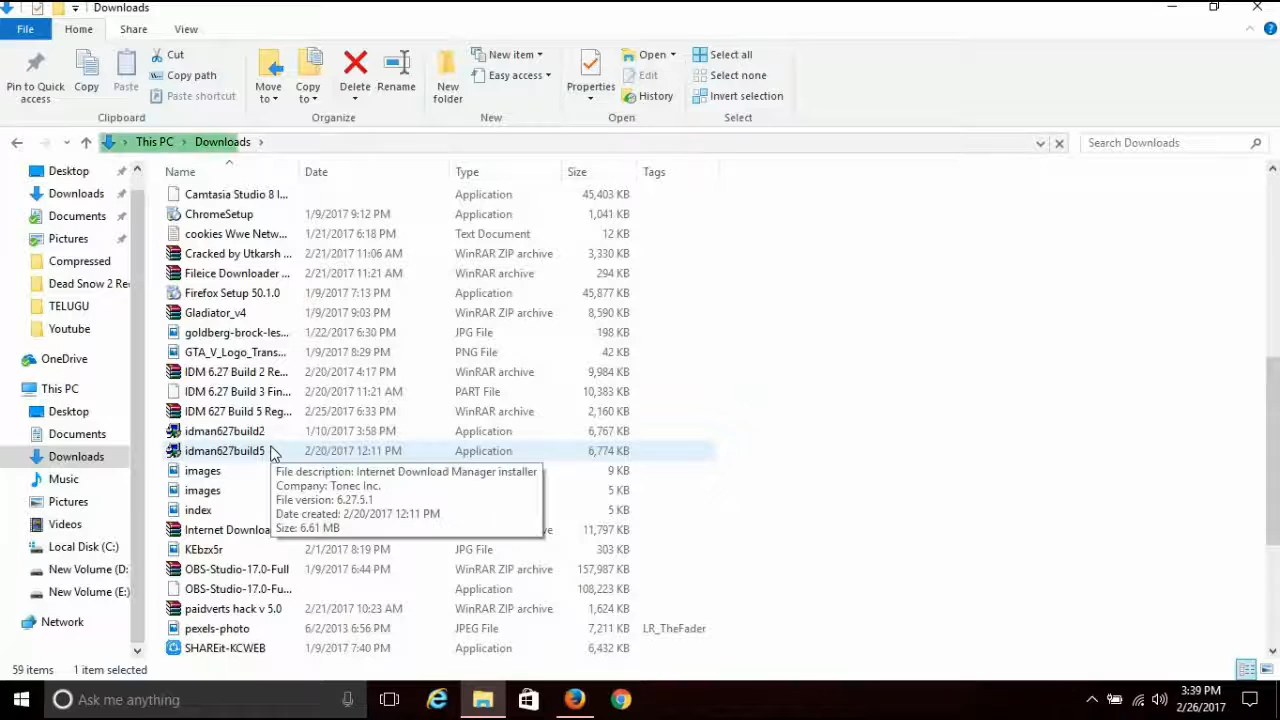 Downloads
File Home Share View
Pin to Quick access
Copy
Paste
Cut
Copy path
Paste shortcut
Clipboard
Move to
Copy to
Delete
Rename
Organize
New folder
New item
Easy access
New
Properties
Open
Edit
History
Open
Select all
Select none
Invert selection
Select
This PC Downloads
Search Downloads
Desktop
Downloads
Documents
Pictures
Compressed
Dead Snow 2 Re
TELUGU
Youtube
OneDrive
This PC
Desktop
Documents
Downloads
Music
Pictures
Videos
Local Disk (C:)
New Volume (D:
New Volume (E:)
Network
Name Date Type Size Tags
Camtasia Studio 8 I... Application 45,403 KB
ChromeSetup 1/9/2017 9:12 PM Application 1,041 KB
cookies Wwe Netw... 1/21/2017 6:18 PM Text Document 12 KB
Cracked by Utkarsh ... 2/21/2017 11:06 AM WinRAR ZIP archive 3,330 KB
Fileice Downloader ... 2/21/2017 11:21 AM WinRAR archive 294 KB
Firefox Setup 50.1.0 1/9/2017 7:13 PM Application 45,877 KB
Gladiator_v4 1/9/2017 9:03 PM WinRAR ZIP archive 8,590 KB
goldberg-brock-les... 1/22/2017 6:30 PM JPG File 198 KB
GTA_V_Logo_Trans... 1/9/2017 8:29 PM PNG File 42 KB
IDM 6.27 Build 2 Re... 2/20/2017 4:17 PM WinRAR archive 9,984 KB
IDM 6.27 Build 3 Fin... 2/20/2017 11:21 AM PART File 10,383 KB
IDM 627 Build 5 Reg... 2/25/2017 6:33 PM WinRAR archive 2,160 KB
idman627build2 1/10/2017 3:58 PM Application 6,767 KB
idman627build5 2/20/2017 12:11 PM Application 6,774 KB
images 9 KB
images 5 KB
index 5 KB
Internet Downloa 11,797 KB
KEbzx5r 2/1/2017 8:19 PM JPG File 303 KB
OBS-Studio-17.0-Full 1/9/2017 6:44 PM WinRAR archive 157,987 KB
OBS-Studio-17.0-Fu... Application 108,223 KB
paidverts hack v 5.0 2/21/2017 10:23 AM WinRAR ZIP archive 1,624 KB
pexels-photo 6/2/2013 6:56 PM JPEG File 7,211 KB LR_TheFader
SHAREit-KCWEB 1/9/2017 7:40 PM Application 6,432 KB
File description: Internet Download Manager installer
Company: Tonec Inc.
File version: 6.27.5.1
Date created: 2/20/2017 12:11 PM
Size: 6.61 MB
59 items 1 item selected
Ask me anything
3:39 PM
2/26/2017